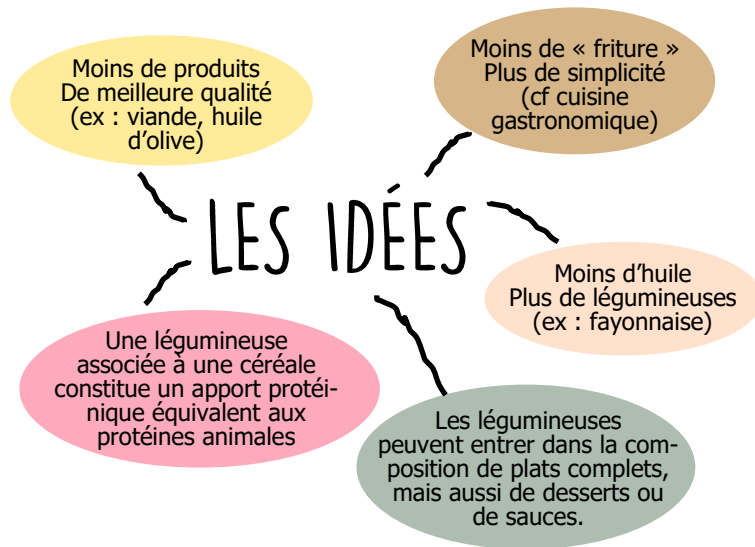 Moins de produits
De meilleure qualité
(ex : viande, huile
d’olive)
Moins de « friture »
Plus de simplicité
(cf cuisine
gastronomique)
LES IDÉES
Moins d’huile
Plus de légumineuses
(ex : fayonnaise)
Une légumineuse
associée à une céréale
constitue un apport protéi-
nique équivalent aux
protéines animales
Les légumineuses
peuvent entrer dans la com-
position de plats complets,
mais aussi de desserts ou
de sauces.